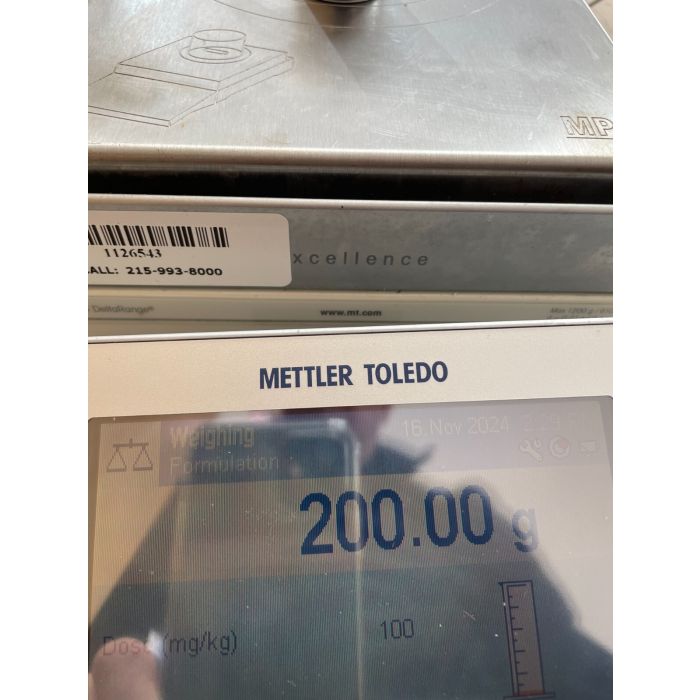 MP
1126543
ALL: 215-993-8000
xcellence
DeltaRange®
www.mt.com
METTLER TOLEDO
Weighing
16.Nov 2024
Formulation
200.00 g
Dose (mg/kg)
100